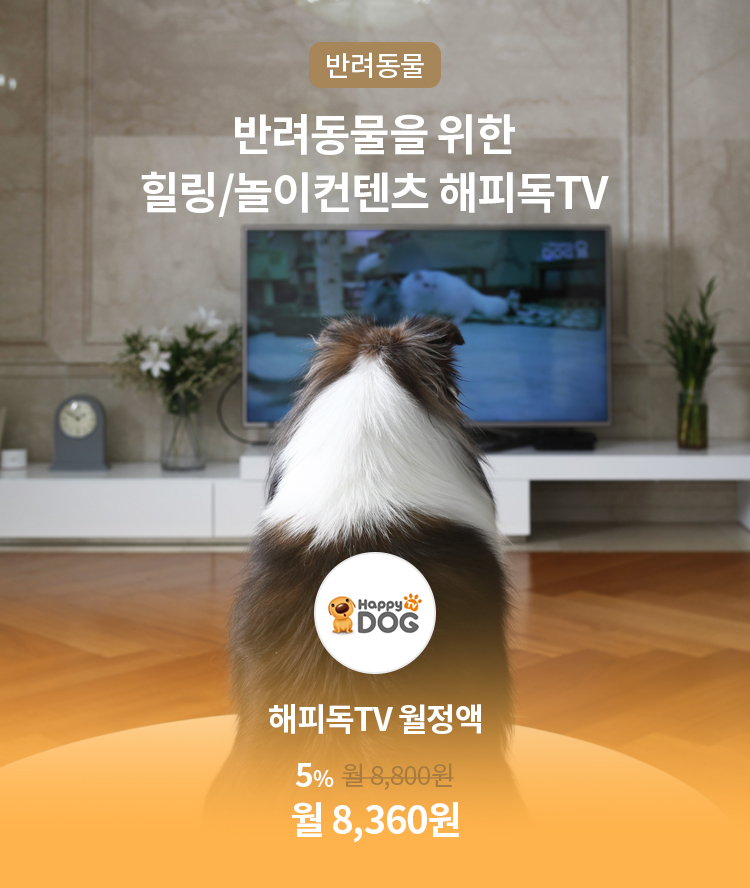 반려동물
반려동물을 위한
힐링/놀이컨텐츠 해피독TV
Happy TV
DOG
해피독TV 월정액
5% 월 8,800원
월 8,360원